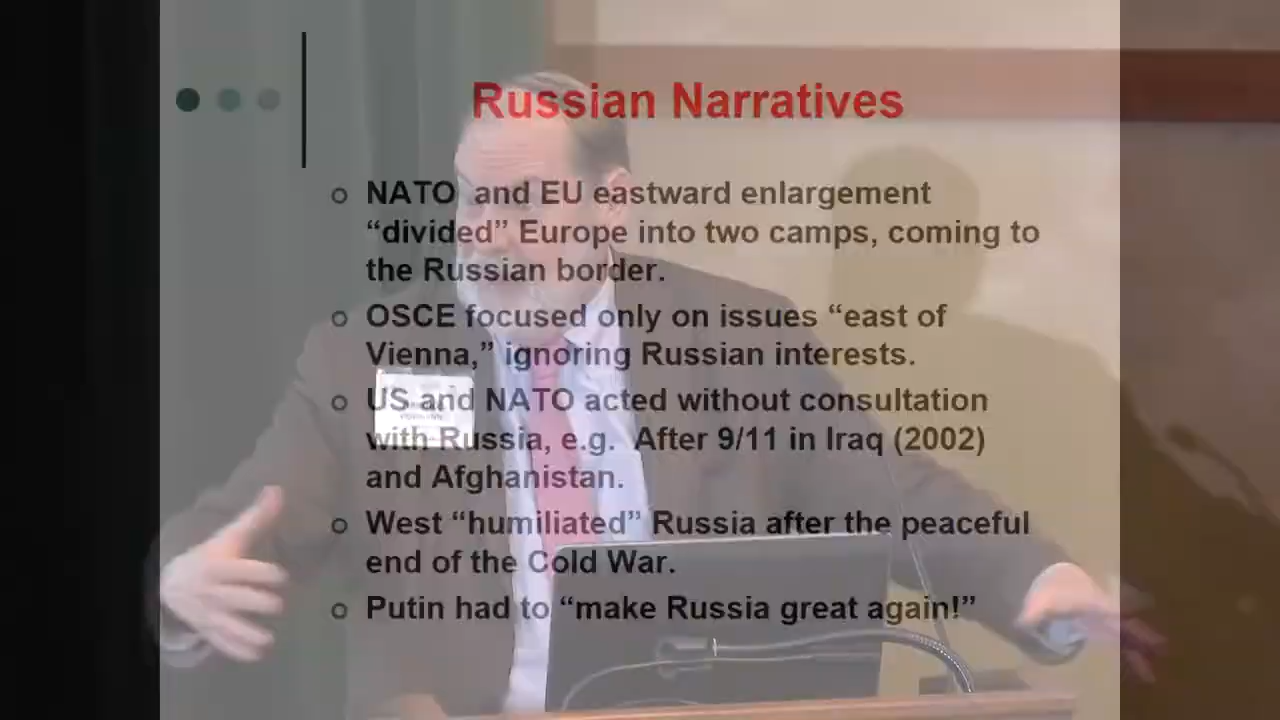 Russian Narratives
NATO and EU eastward enlargement
“divided” Europe into two camps, coming to
the Russian border.
OSCE focused only on issues “east of
Vienna,” ignoring Russian interests.
US and NATO acted without consultation
with Russia, e.g. After 9/11 in Iraq (2002)
and Afghanistan.
West “humiliated” Russia after the peaceful
end of the Cold War.
Putin had to “make Russia great again!”